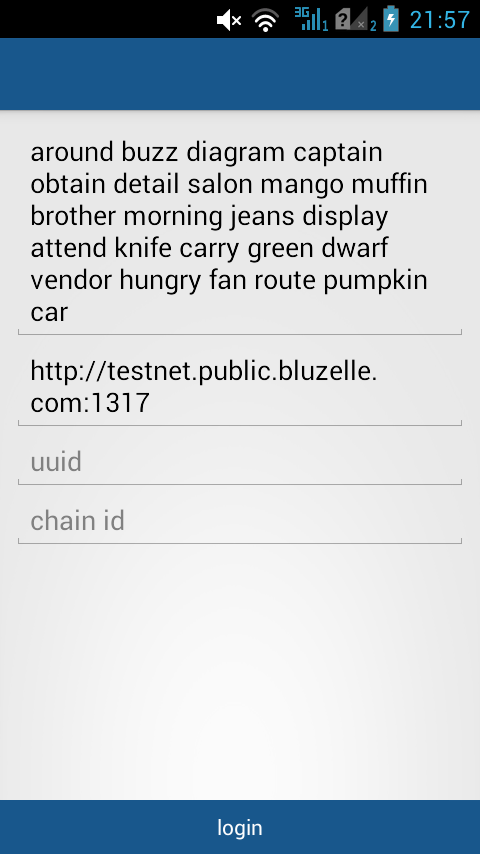 3G 1 2 21:57
around buzz diagram captain
obtain detail salon mango muffin
brother morning jeans display
attend knife carry green dwarf
vendor hungry fan route pumpkin
car
http://testnet.public.bluzelle.
com:1317
uuid
chain id
login